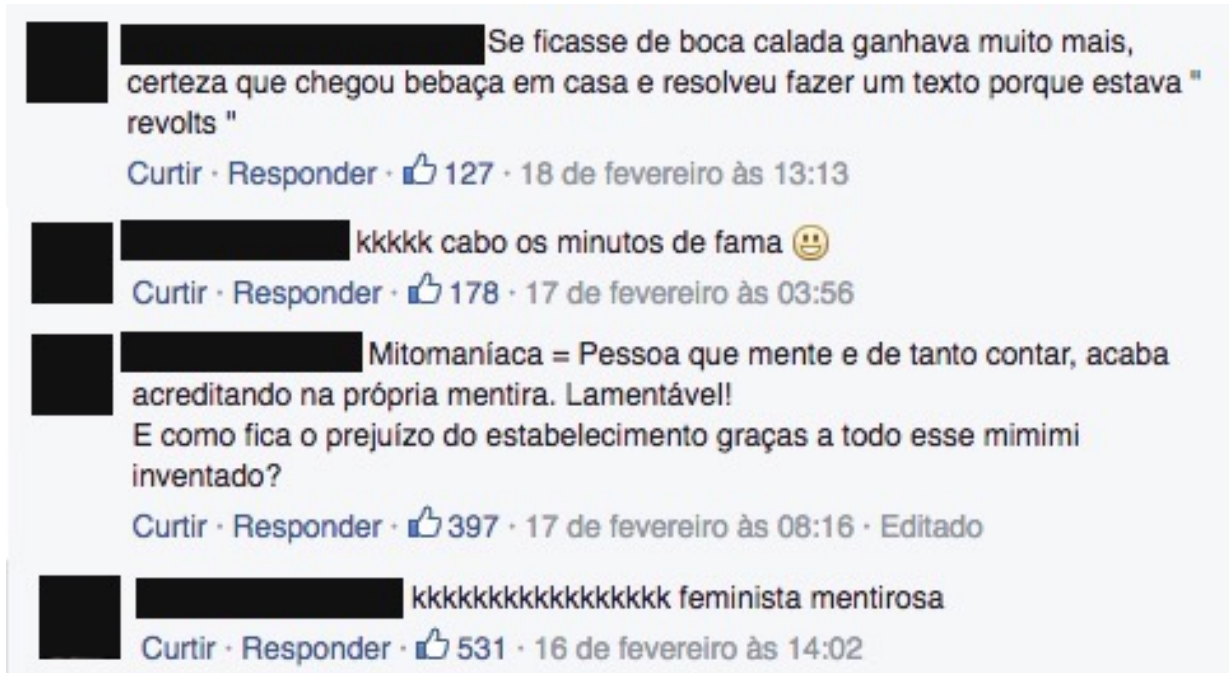 Se ficasse de boca calada ganhava muito mais,
certeza que chegou bebaça em casa e resolveu fazer um texto porque estava "
revolts "
Curtir · Responder · 127 · 18 de fevereiro às 13:13
kkkkk cabo os minutos de fama
Curtir · Responder · 178 · 17 de fevereiro às 03:56
Mitomaníaca = Pessoa que mente e de tanto contar, acaba
acreditando na própria mentira. Lamentável!
E como fica o prejuízo do estabelecimento graças a todo esse mimimi
inventado?
Curtir · Responder · 397 · 17 de fevereiro às 08:16 · Editado
kkkkkkkkkkkkkkkkk feminista mentirosa
Curtir · Responder · 531 · 16 de fevereiro às 14:02